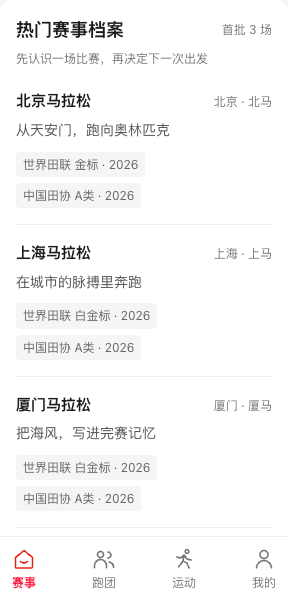 热门赛事档案 首批 3 场
先认识一场比赛，再决定下一次出发
北京马拉松 北京 · 北马
从天安门，跑向奥林匹克
世界田联 金标 · 2026
中国田协 A类 · 2026
上海马拉松 上海 · 上马
在城市的脉搏里奔跑
世界田联 白金标 · 2026
中国田协 A类 · 2026
厦门马拉松 厦门 · 厦马
把海风，写进完赛记忆
世界田联 白金标 · 2026
中国田协 A类 · 2026
赛事 跑团 运动 我的